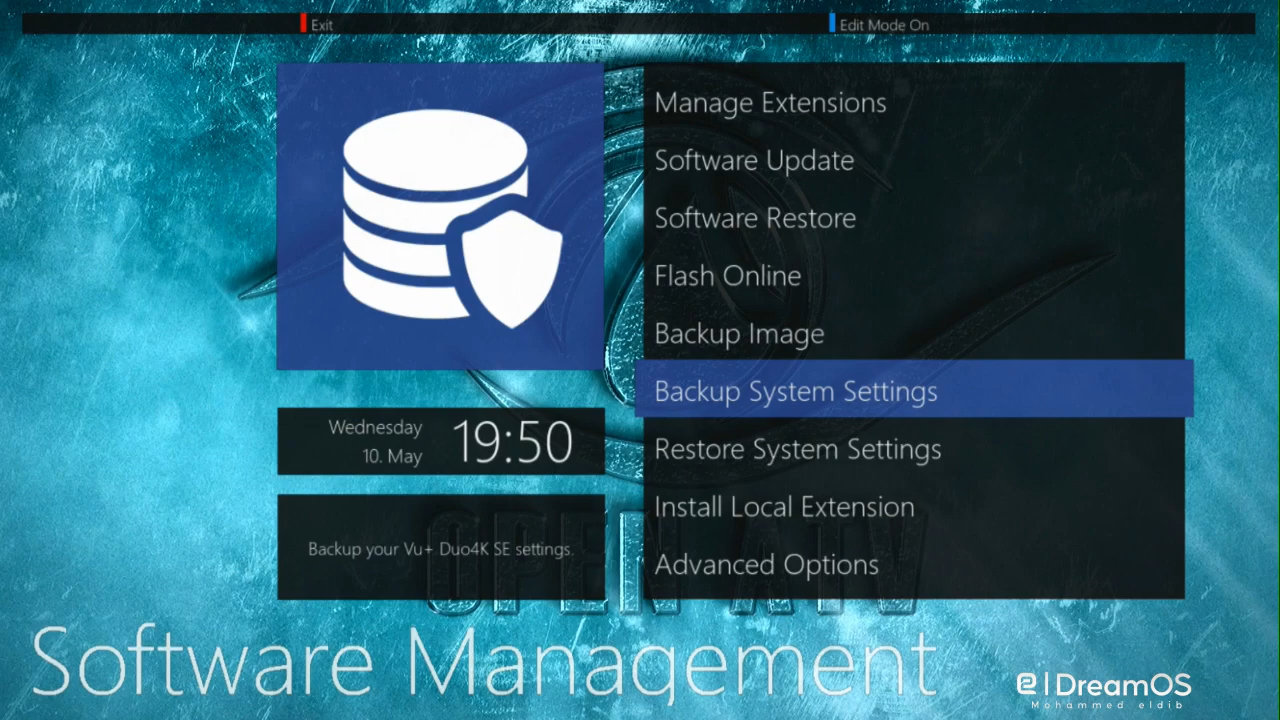 Exit
Edit Mode On
Manage Extensions
Software Update
Software Restore
Flash Online
Backup Image
Backup System Settings
Restore System Settings
Install Local Extension
Advanced Options
Wednesday
10. May
19:50
Backup your Vu+ Duo4K SE settings.
OPEN ATV
Software Management
DreamOS
Mohammed eldib